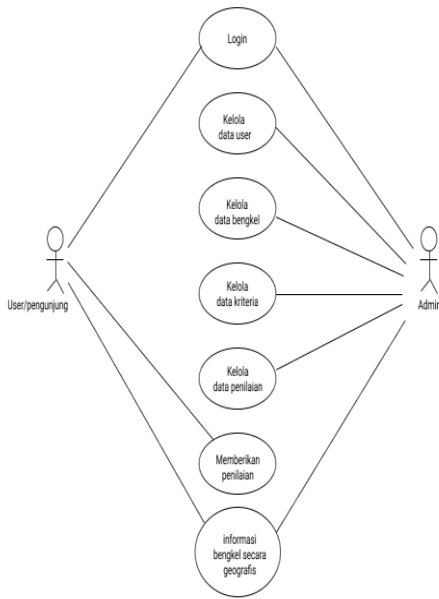 Login
Kelola
data user
Kelola
data bengkel
User/pengunjung
Admin
Kelola
data kriteria
Kelola
data penilaian
Memberikan
penilaian
informasi
bengkel secara
geografis